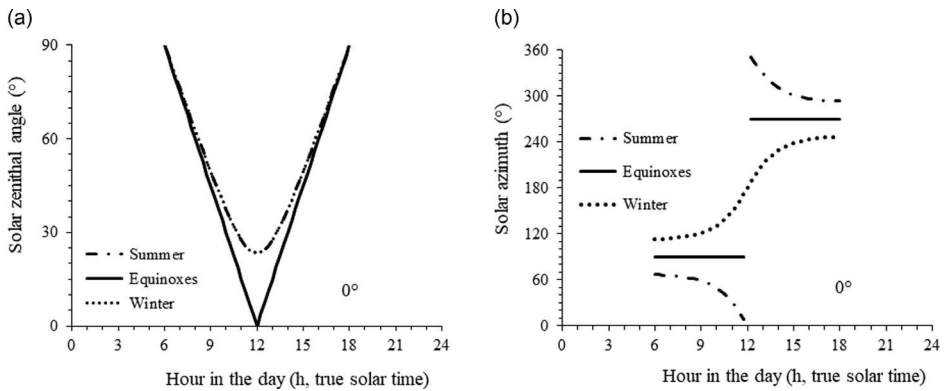 (a)
90
60
30
0
Solar zenithal angle (°)
Summer
Equinoxes
Winter
0°
0 3 6 9 12 15 18 21 24
Hour in the day (h, true solar time)
(b)
360
300
240
180
120
60
0
Solar azimuth (°)
Summer
Equinoxes
Winter
0°
0 3 6 9 12 15 18 21 24
Hour in the day (h, true solar time)